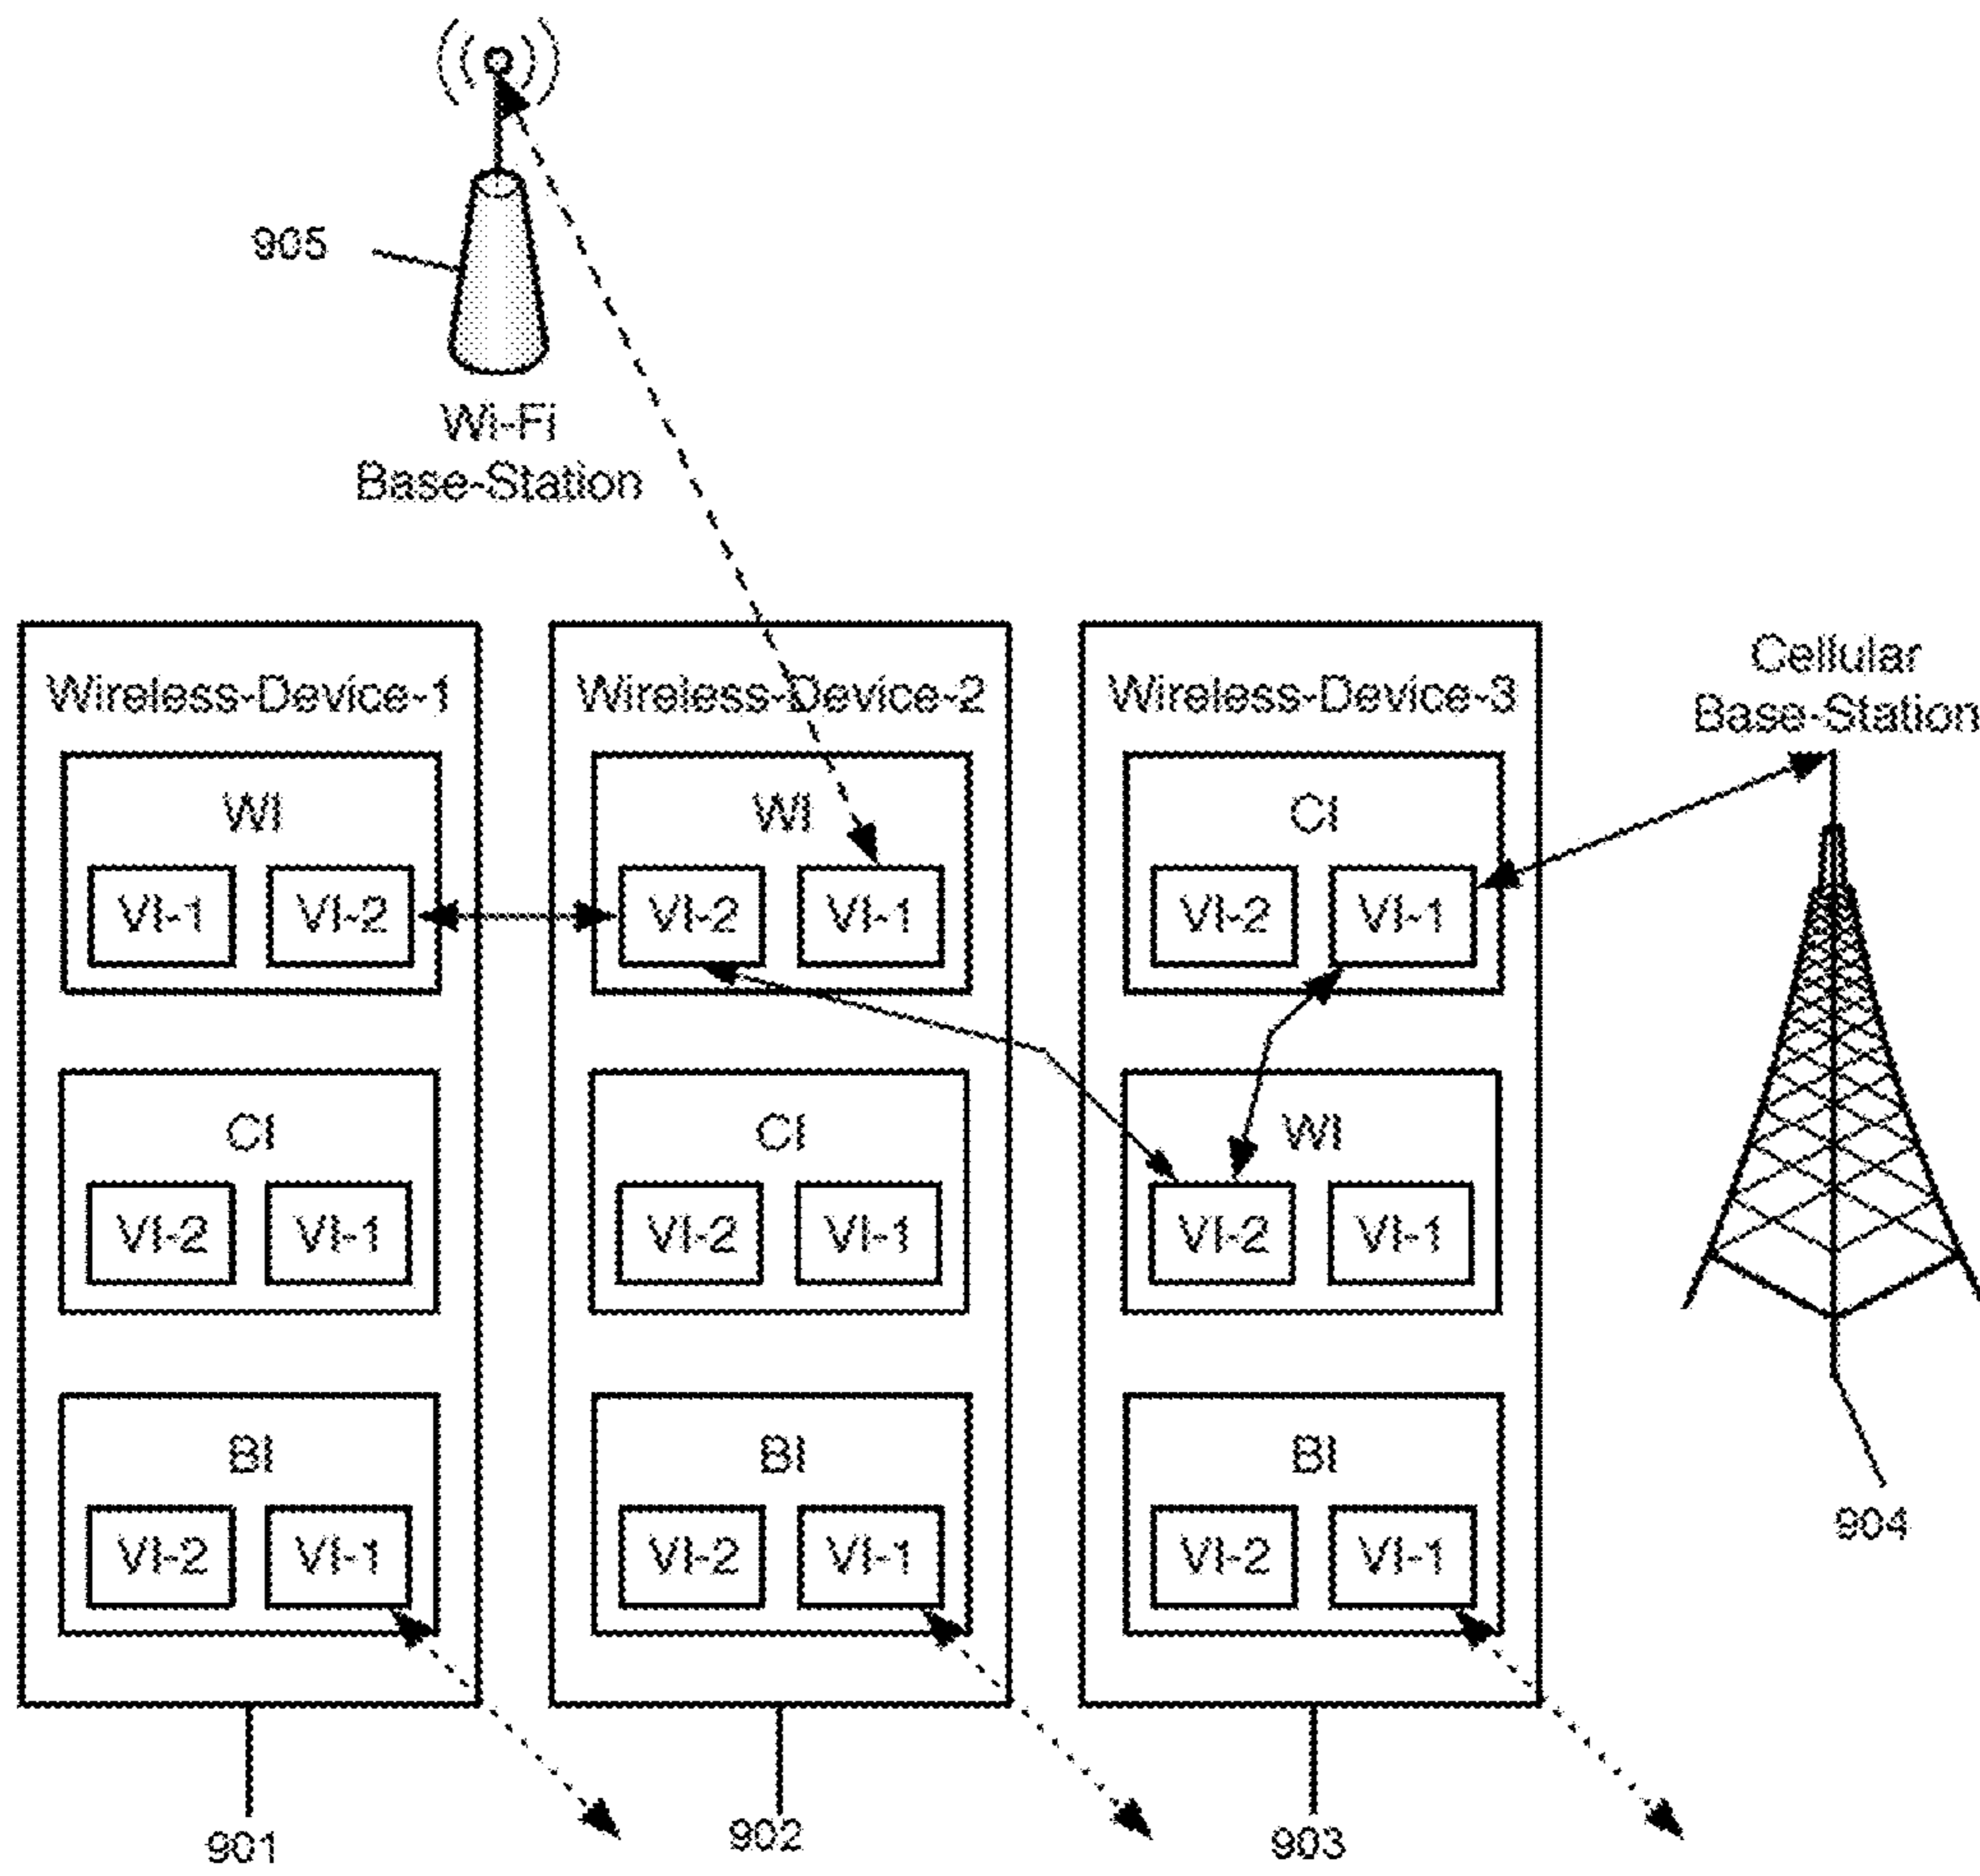 905
Wi-Fi
Base-Station
Wireless-Device-1
WI
VI-1 VI-2
CI
VI-2 VI-1
BI
VI-2 VI-1
901
Wireless-Device-2
WI
VI-2 VI-1
CI
VI-2 VI-1
BI
VI-2 VI-1
902
Wireless-Device-3
CI
VI-2 VI-1
WI
VI-2 VI-1
BI
VI-2 VI-1
903
Cellular
Base-Station
904